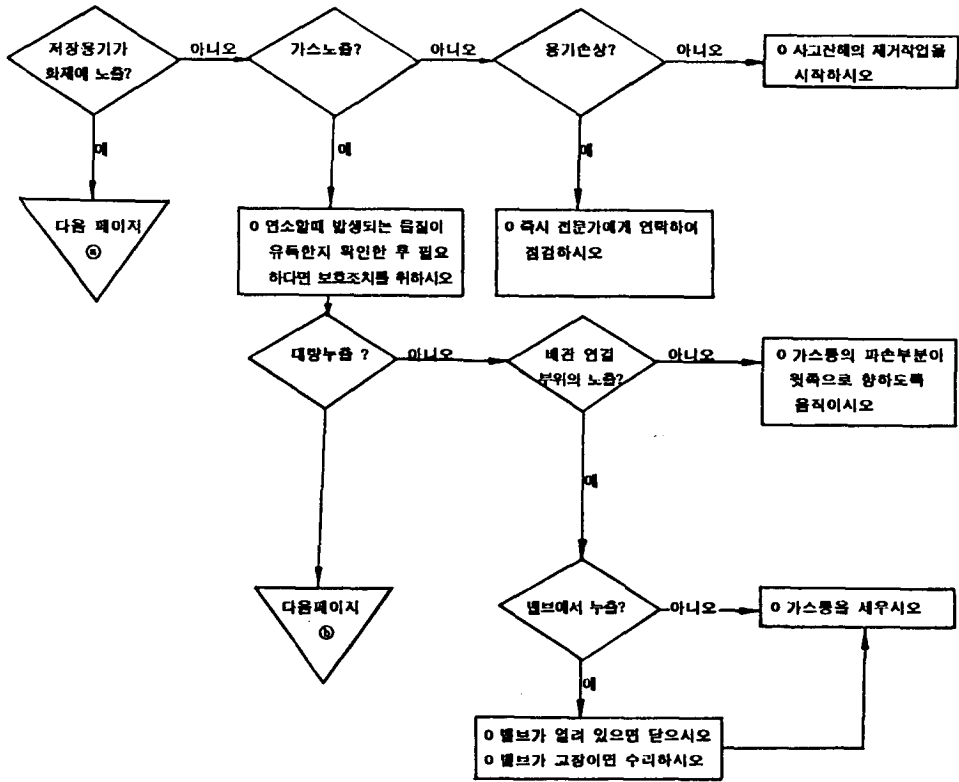 저장용기가
화재에 노출?
아니오
가스노출?
아니오
용기손상?
아니오
o 사고잔해의 제거작업을
시작하시오
예
예
예
다음 페이지
ⓐ
o 연소할때 발생되는 물질이
유독한지 확인한 후 필요
하다면 보호조치를 취하시오
o 즉시 전문가에게 연락하여
점검하시오
대량누출 ?
아니오
배관 연결
부위의 노출?
아니오
o 가스통의 파손부분이
윗쪽으로 향하도록
움직이시오
예
다음페이지
ⓑ
밸브에서 누출?
아니오
o 가스통을 세우시오
예
o 밸브가 열려 있으면 닫으시오
o 밸브가 고장이면 수리하시오